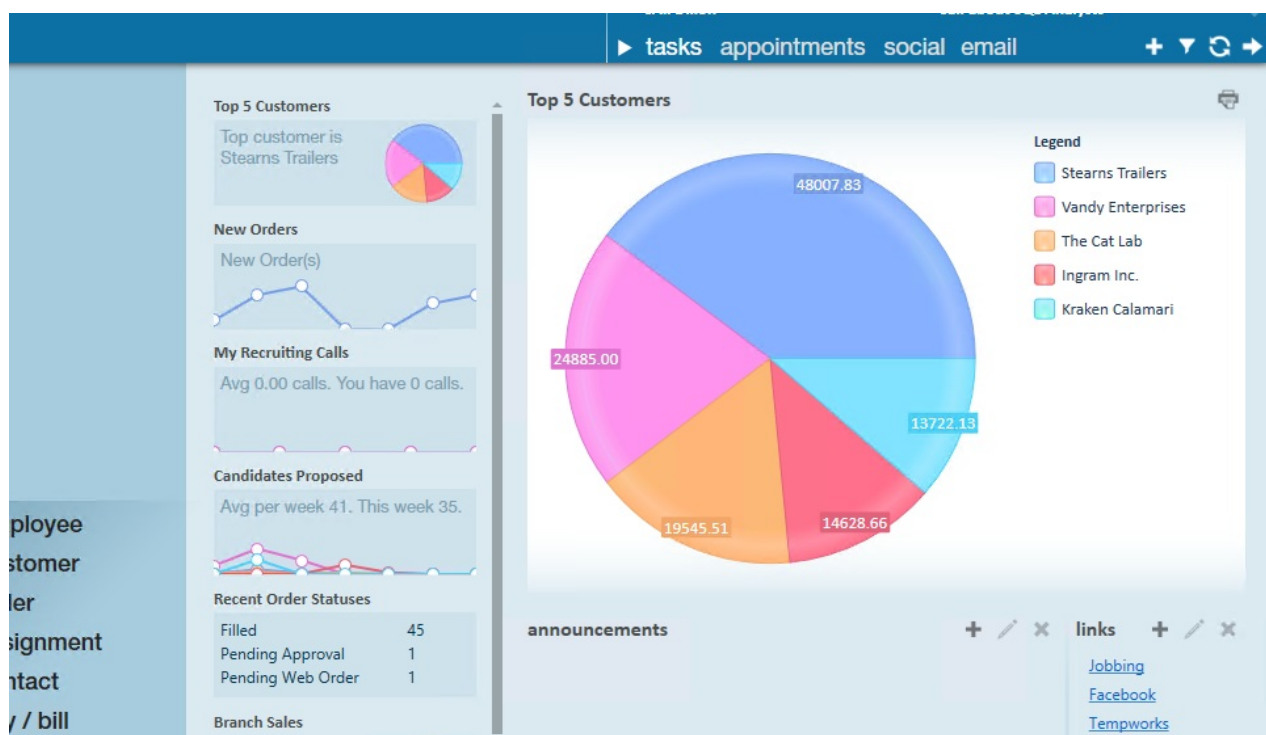 tasks appointments social email
Top 5 Customers
Top customer is
Stearns Trailers
New Orders
New Order(s)
My Recruiting Calls
Avg 0.00 calls. You have 0 calls.
Candidates Proposed
Avg per week 41. This week 35.
Recent Order Statuses
Filled 45
Pending Approval 1
Pending Web Order 1
Branch Sales
Top 5 Customers
48007.83
24885.00
13722.13
19545.51
14628.66
Legend
Stearns Trailers
Vandy Enterprises
The Cat Lab
Ingram Inc.
Kraken Calamari
announcements
links
Jobbing
Facebook
Tempworks
ployee
stomer
ler
signment
ntact
/ bill